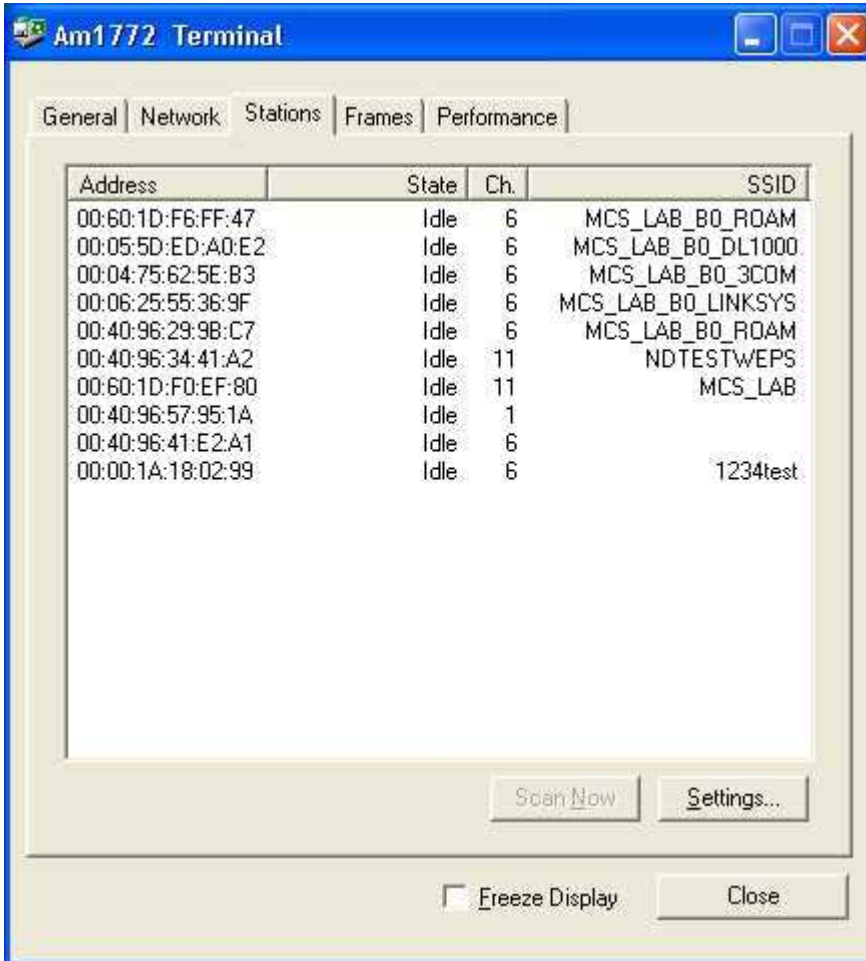 Am1772 Terminal
General Network Stations Frames Performance
Address State Ch. SSID
00:60:1D:F6:FF:47 Idle 6 MCS_LAB_B0_ROAM
00:05:5D:ED:A0:E2 Idle 6 MCS_LAB_B0_DL1000
00:04:75:62:5E:B3 Idle 6 MCS_LAB_B0_3COM
00:06:25:55:36:9F Idle 6 MCS_LAB_B0_LINKSYS
00:40:96:29:9B:C7 Idle 6 MCS_LAB_B0_ROAM
00:40:96:34:41:A2 Idle 11 NDTESTWEPS
00:60:1D:F0:EF:80 Idle 11 MCS_LAB
00:40:96:57:95:1A Idle 1
00:40:96:41:E2:A1 Idle 6
00:00:1A:18:02:99 Idle 6 1234test
Scan Now Settings...
Freeze Display Close